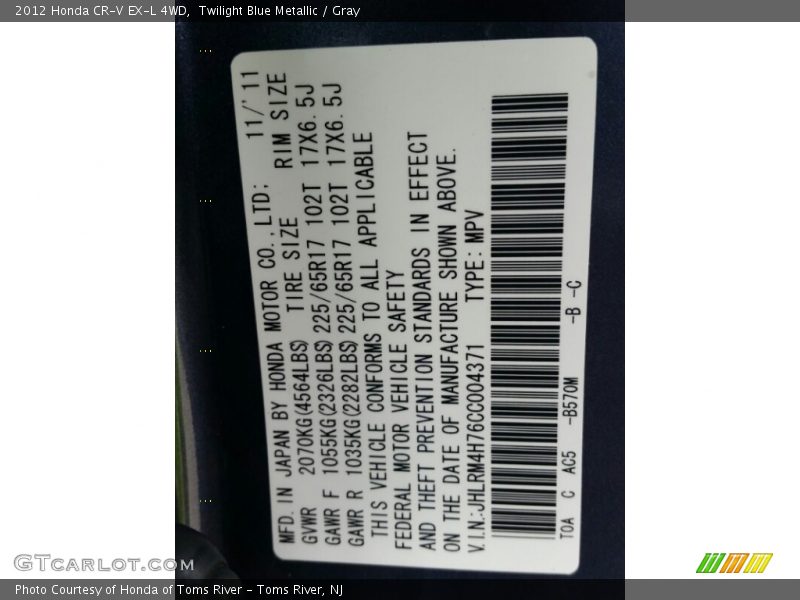 2012 Honda CR-V EX-L 4WD,  Twilight Blue Metallic / Gray
MFD. IN JAPAN BY HONDA MOTOR CO., LTD; 11/'11
GVWR 2070KG(4564LBS) TIRE SIZE RIM SIZE
GAWR F 1055KG(2326LBS) 225/65R17 102T 17X6.5J
GAWR R 1035KG(2282LBS) 225/65R17 102T 17X6.5J
THIS VEHICLE CONFORMS TO ALL APPLICABLE
FEDERAL MOTOR VEHICLE SAFETY
AND THEFT PREVENTION STANDARDS IN EFFECT
ON THE DATE OF MANUFACTURE SHOWN ABOVE.
V.I.N:JHLRM4H76CC004371 TYPE: MPV
TOA C AC5 -B570M -B -C
GTCARLOT.COM
Photo Courtesy of Honda of Toms River - Toms River, NJ